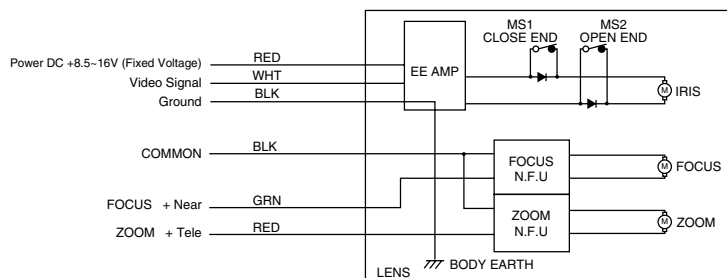 MS1 MS2
CLOSE END OPEN END
Power DC +8.5~16V (Fixed Voltage) RED
EE AMP
Video Signal WHT
M IRIS
Ground BLK
COMMON BLK
FOCUS
N.F.U
M FOCUS
FOCUS + Near GRN
ZOOM
N.F.U
M ZOOM
ZOOM + Tele RED
BODY EARTH
LENS